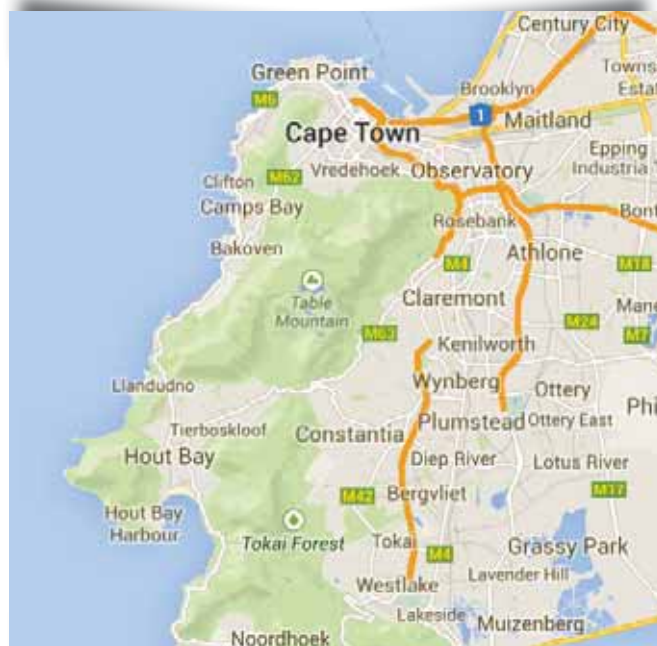 Century City
Green Point
Towns
Esta
Brooklyn
M6
1
Maitland
Cape Town
Epping
Industria
Vredehoek
Observatory
M62
Clifton
Camps Bay
Rosebank
Bont
Bakoven
Athlone
M4
M18
Table
Mountain
Claremont
Mane
M24
M7
M63
Kenilworth
Llandudno
Wynberg
Ottery
Phi
Tierboskloof
Constantia
Plumstead
Ottery East
Hout Bay
Diep River
Lotus River
M42
Bergvliet
M17
Hout Bay
Harbour
Tokai Forest
Tokai
M4
Grassy Park
Westlake
Lavender Hill
Lakeside
Muizenberg
Noordhoek